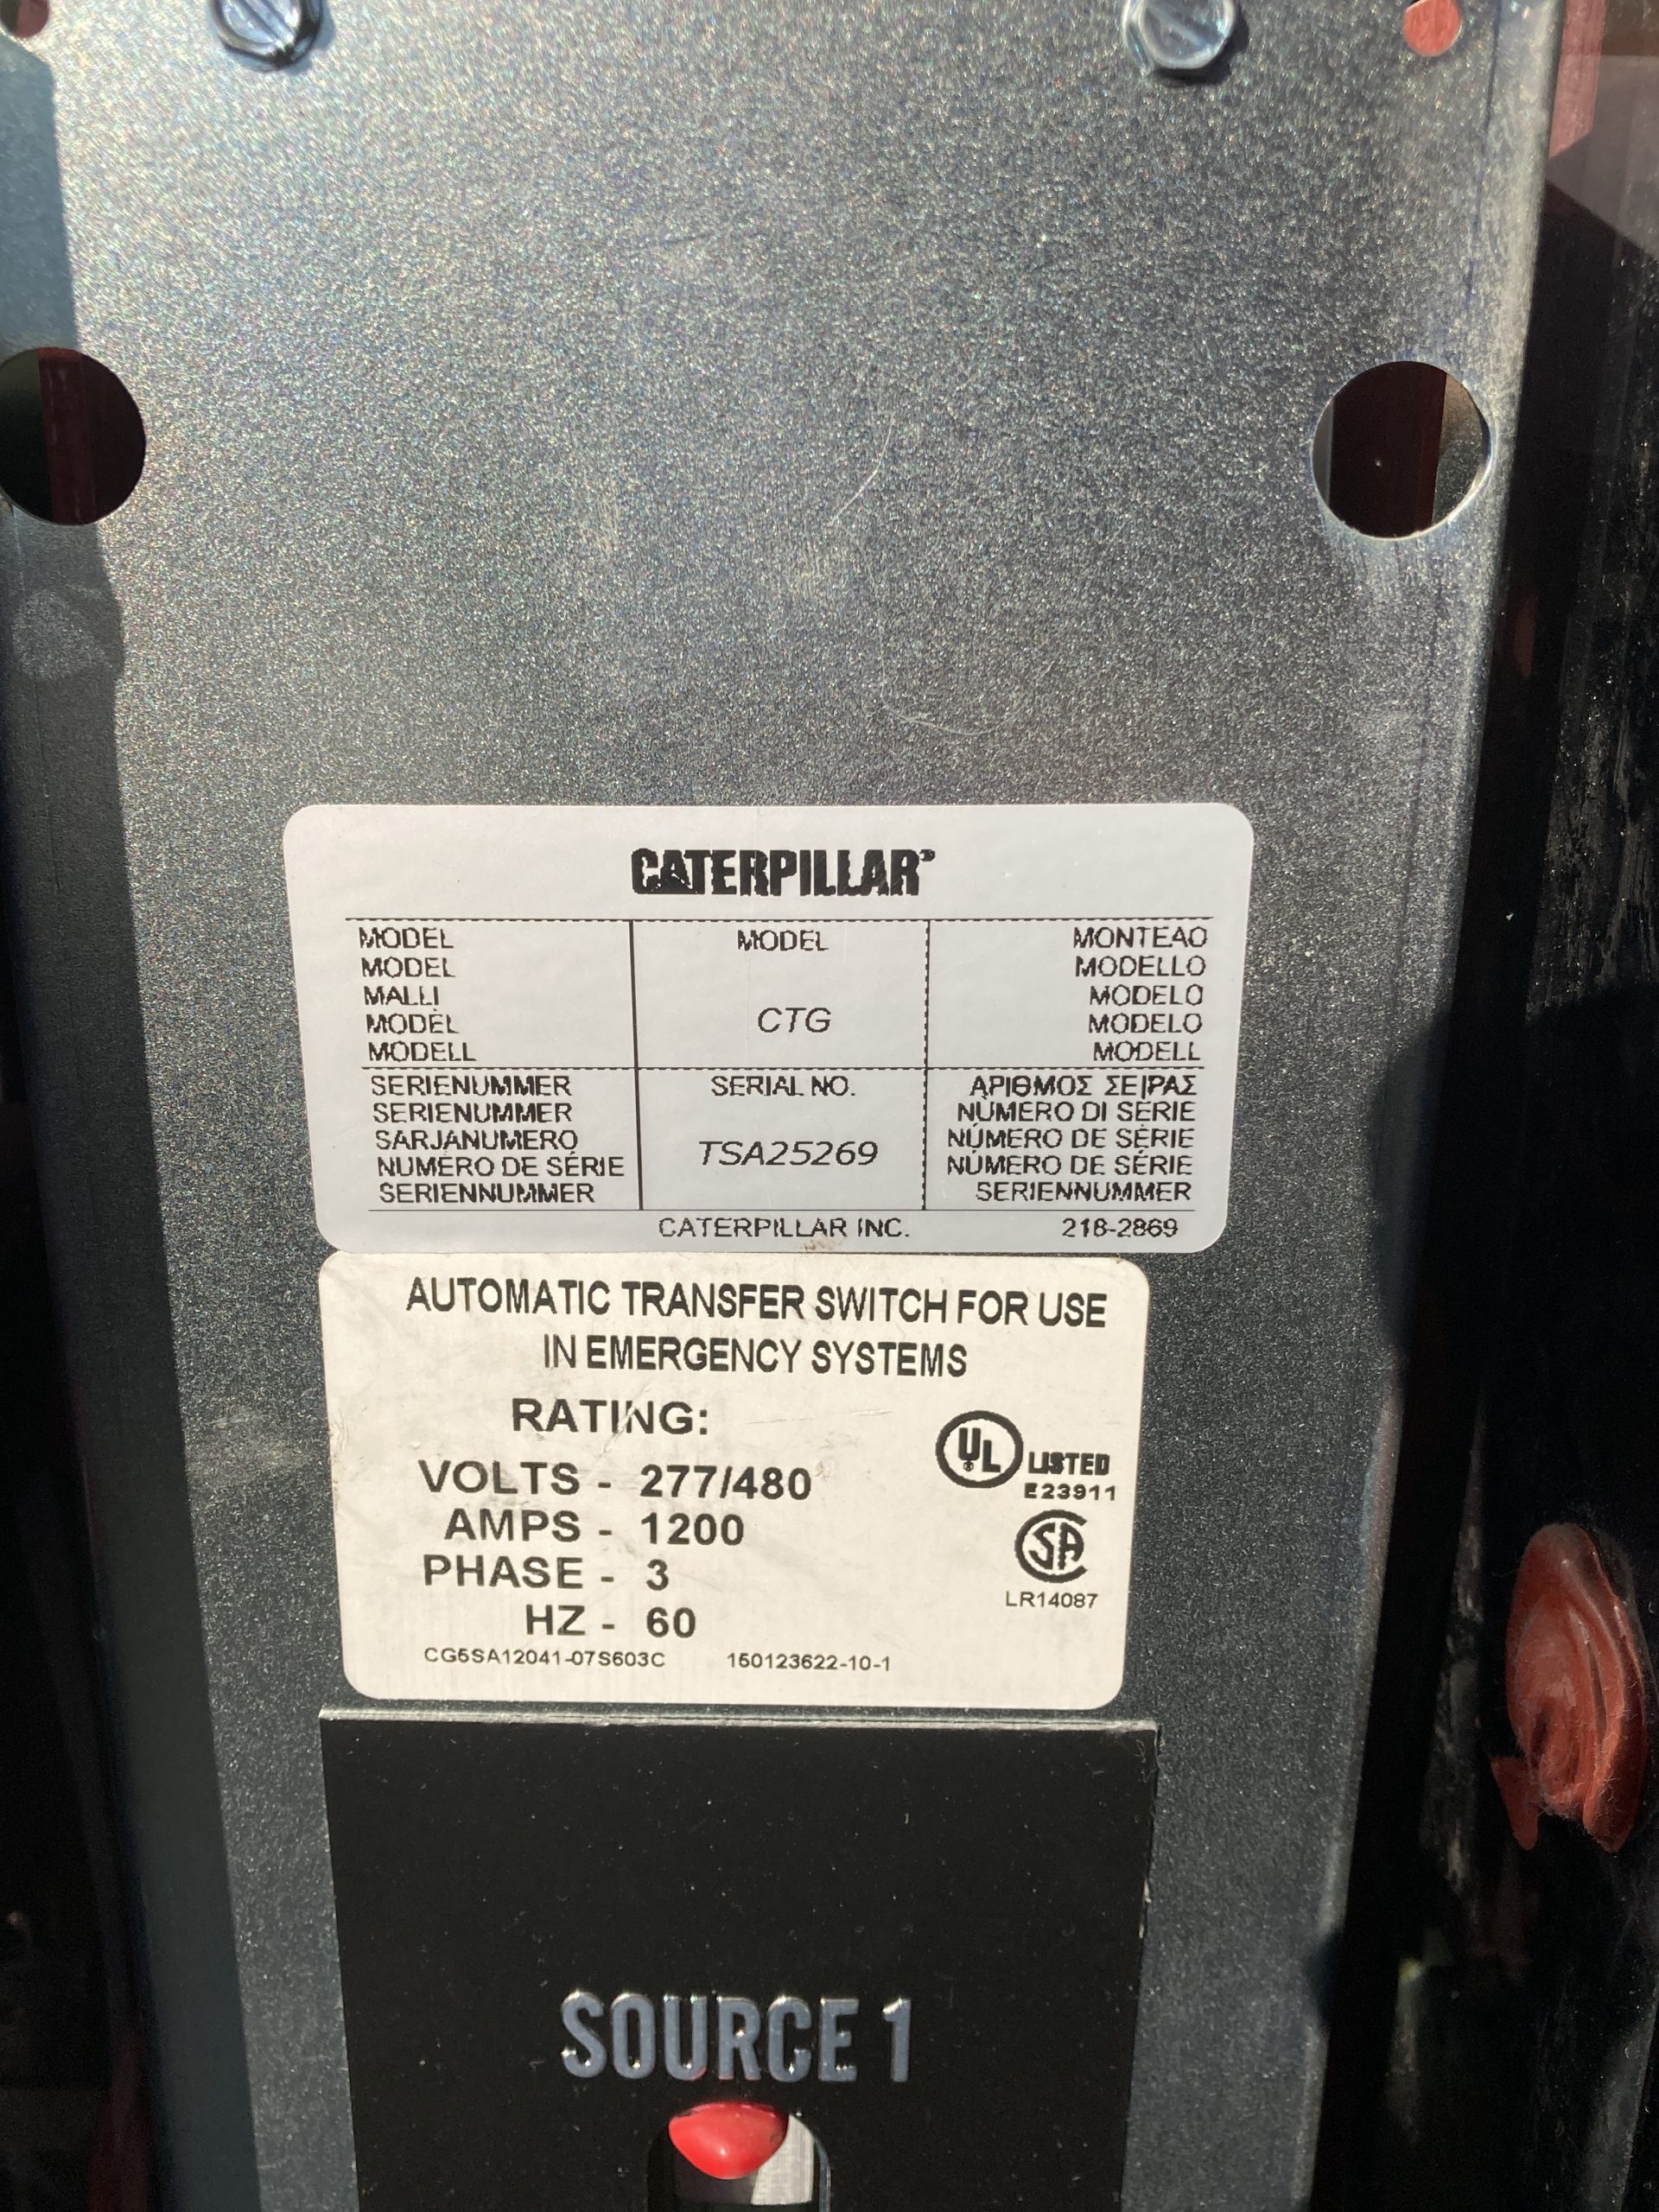 CATERPILLAR®
MODEL MODEL MONTEAO
MODEL MODELLO
MALLI MODELO
MODÈL CTG MODELO
MODELL MODELL
SERIENUMMER SERIAL NO. ΑΡΙΘΜΟΣ ΣΕΙΡΑΣ
SERIENUMMER NÚMERO DI SERIE
SARJANUMERO TSA25269 NÚMERO DE SÉRIE
NUMERO DE SÉRIE NÚMERO DE SÉRIE
SERIENNUMMER SERIENNUMMER
CATERPILLAR INC. 218-2869
AUTOMATIC TRANSFER SWITCH FOR USE
IN EMERGENCY SYSTEMS
RATING:
VOLTS - 277/480
AMPS - 1200
PHASE - 3
HZ - 60
UL LISTED
E23911
SA
LR14087
CG5SA12041-07S603C 150123622-10-1
SOURCE 1